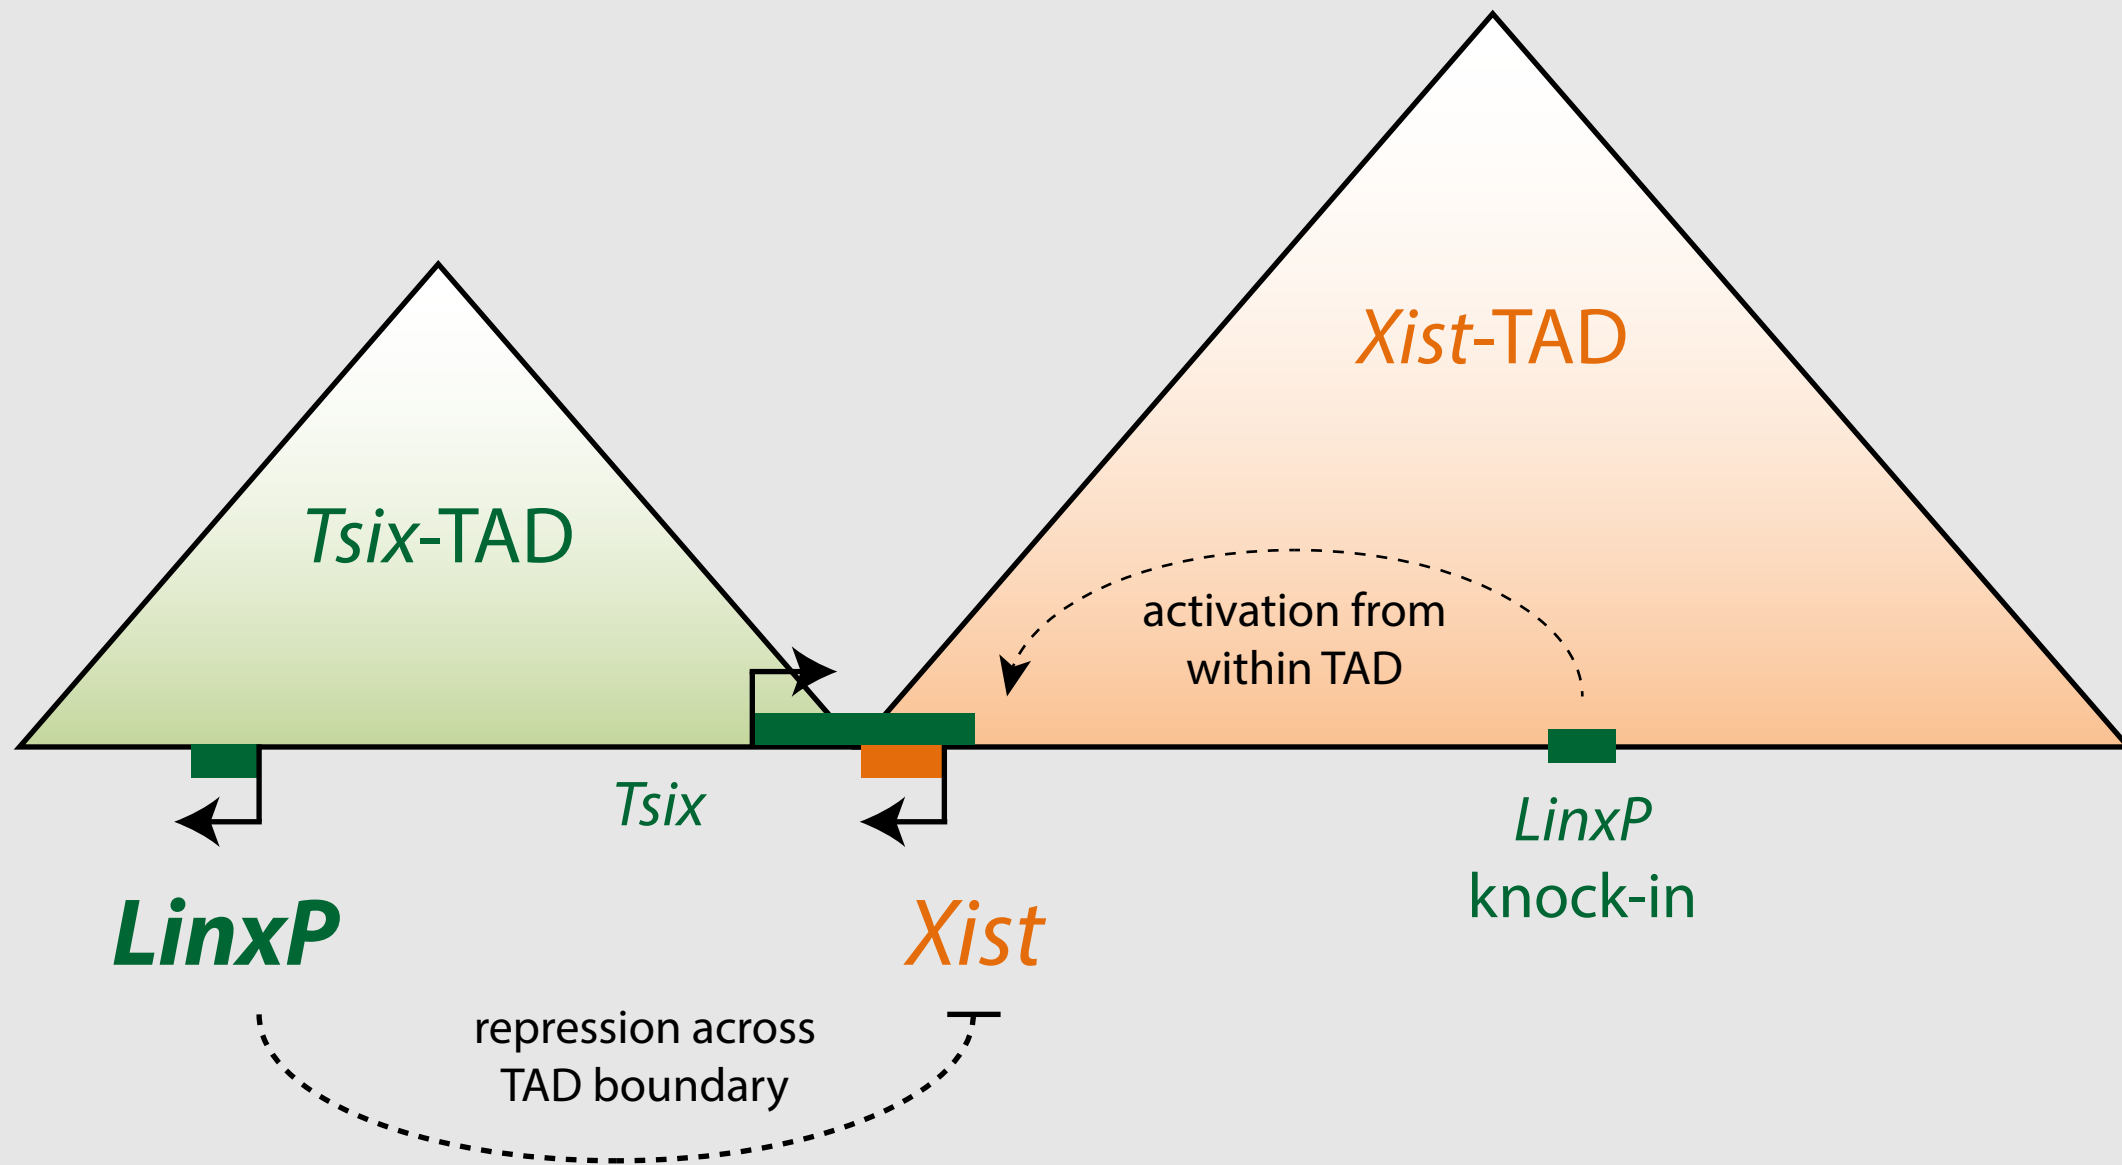 Xist-TAD
Tsix-TAD
activation from
within TAD
Tsix
LinxP
knock-in
LinxP
Xist
repression across
TAD boundary